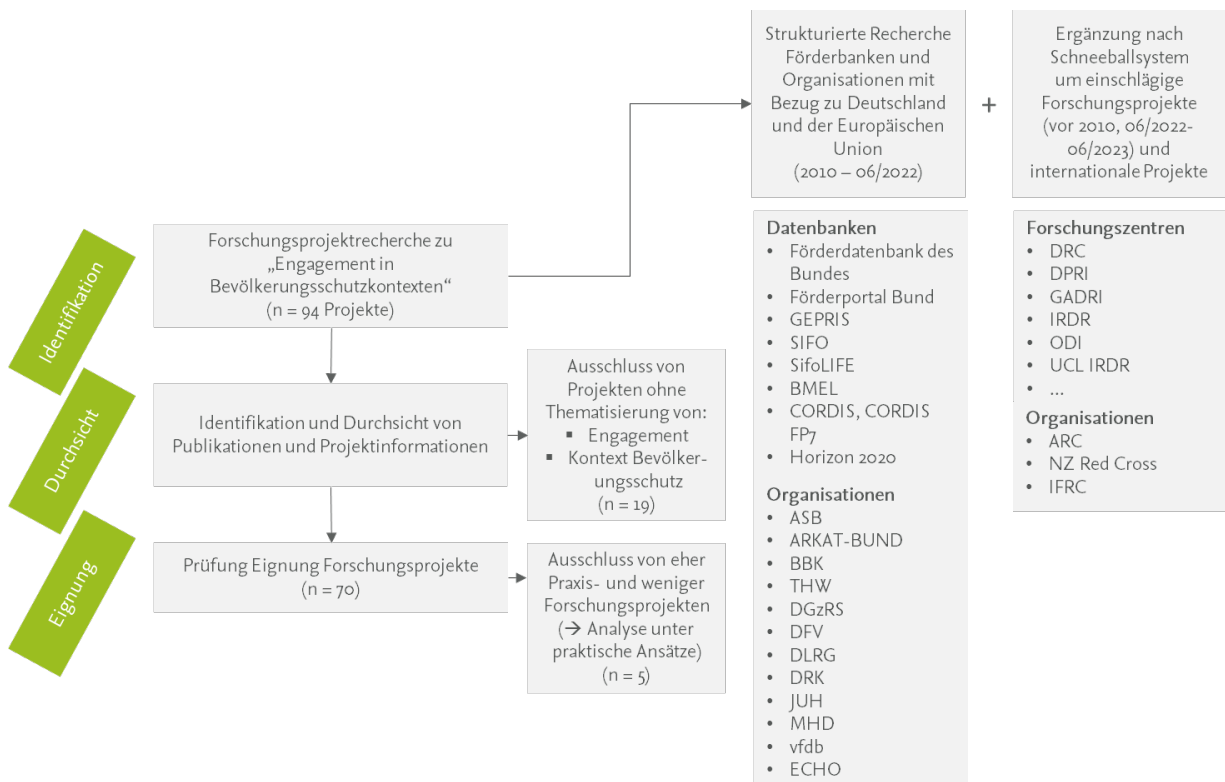 Identifikation
Durchsicht
Eignung
Forschungsprojektrecherche zu
„Engagement in
Bevölkerungsschutzkontexten“
(n = 94 Projekte)
Identifikation und Durchsicht von
Publikationen und Projektinformationen
Prüfung Eignung Forschungsprojekte
(n = 70)
Ausschluss von
Projekten ohne
Thematisierung von:
▪ Engagement
▪ Kontext Bevölker-
ungsschutz
(n = 19)
Ausschluss von eher
Praxis- und weniger
Forschungsprojekten
(→ Analyse unter
praktische Ansätze)
(n = 5)
Strukturierte Recherche
Förderbanken und
Organisationen mit
Bezug zu Deutschland
und der Europäischen
Union
(2010 – 06/2022)
+
Ergänzung nach
Schneeballsystem
um einschlägige
Forschungsprojekte
(vor 2010, 06/2022-
06/2023) und
internationale Projekte
Datenbanken
• Förderdatenbank des
Bundes
• Förderportal Bund
• GEPRIS
• SIFO
• SifoLIFE
• BMEL
• CORDIS, CORDIS
FP7
• Horizon 2020
Organisationen
• ASB
• ARKAT-BUND
• BBK
• THW
• DGzRS
• DFV
• DLRG
• DRK
• JUH
• MHD
• vfdb
• ECHO
Forschungszentren
• DRC
• DPRI
• GADRI
• IRDR
• ODI
• UCL IRDR
• ...
Organisationen
• ARC
• NZ Red Cross
• IFRC